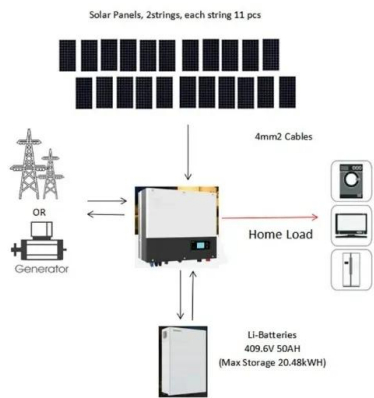 Solar Panels, 2strings, each string 11 pcs
4mm2 Cables
OR
Generator
Home Load
Li-Batteries
409.6V 50AH
(Max Storage 20.48kWH)